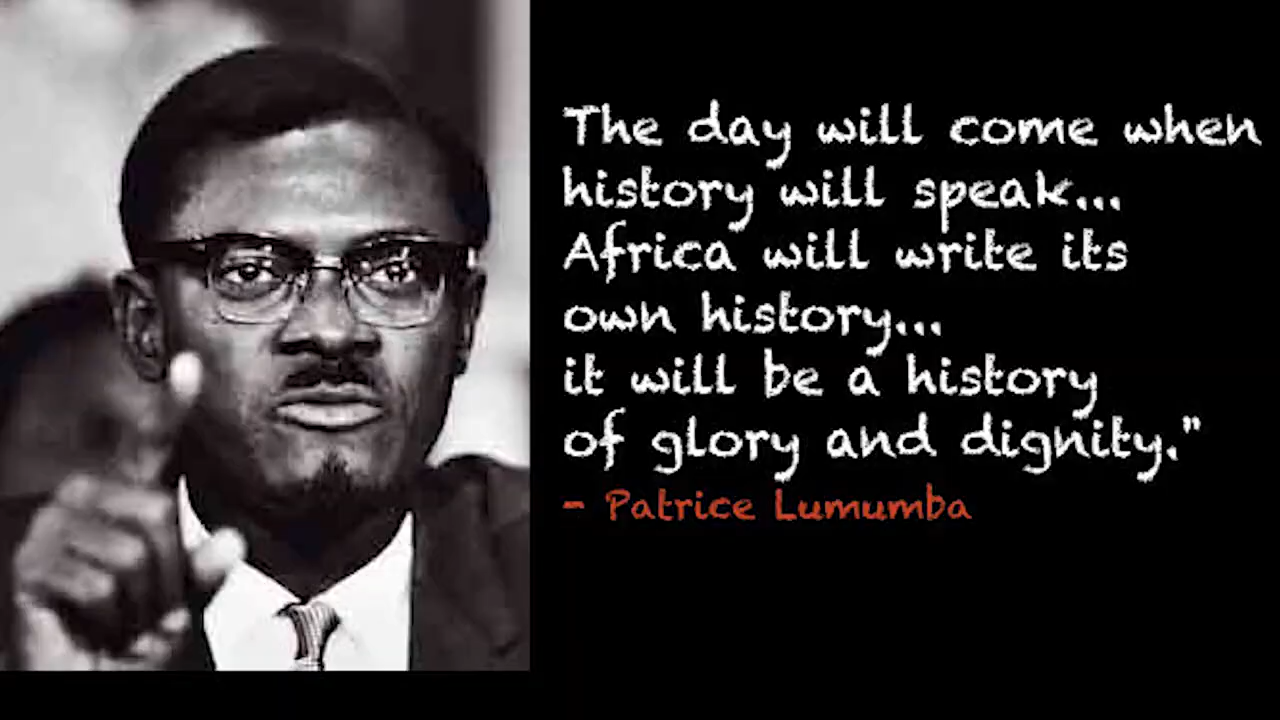 The day will come when
history will speak...
Africa will write its
own history...
it will be a history
of glory and dignity."
- Patrice Lumumba